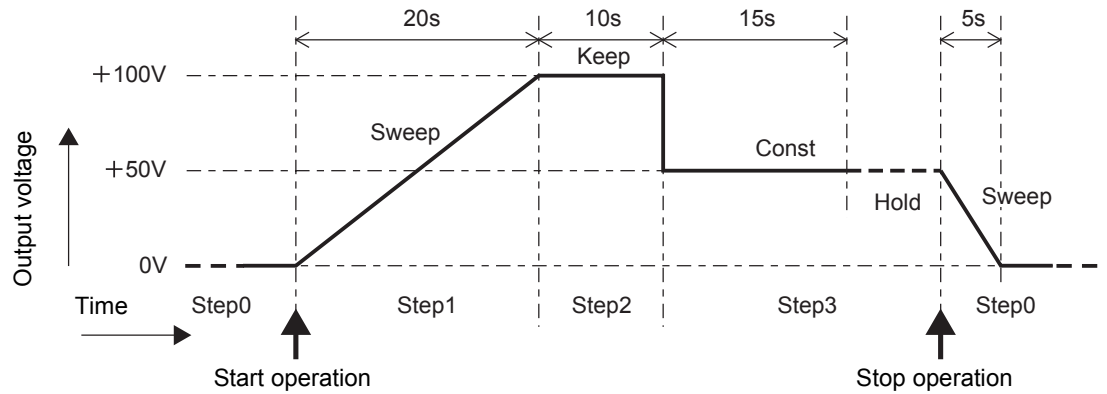 20s 10s 15s 5s
Keep
+100V
Sweep
Output voltage
Const
+50V
Hold
Sweep
0V
Time
Step0 Step1 Step2 Step3 Step0
Start operation
Stop operation